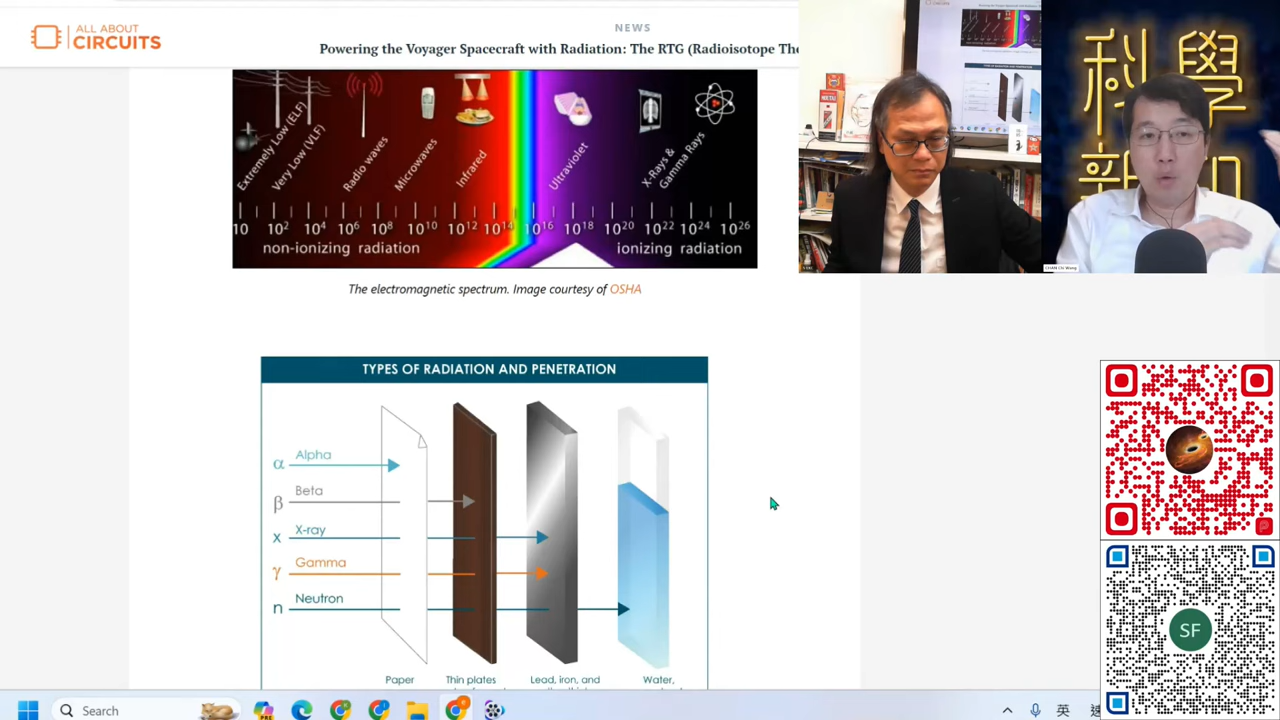 ALL ABOUT
CIRCUITS
NEWS
Powering the Voyager Spacecraft with Radiation: The RTG (Radioisotope The
Extremely Low (ELF)
Very Low (VLF)
Radio waves
Microwaves
Infrared
Ultraviolet
X-Rays &
Gamma Rays
10 10² 10⁴ 10⁶ 10⁸ 10¹⁰ 10¹² 10¹⁴ 10¹⁶ 10¹⁸ 10²⁰ 10²² 10²⁴ 10²⁶
non-ionizing radiation ionizing radiation
The electromagnetic spectrum. Image courtesy of OSHA
TYPES OF RADIATION AND PENETRATION
α Alpha
β Beta
x X-ray
γ Gamma
n Neutron
Paper Thin plates Lead, iron, and Water,
科學
CHAN Chi Wang
SF
Search
英